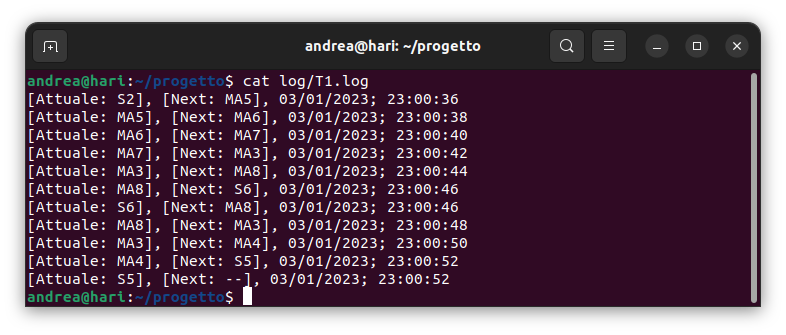 andrea@hari: ~/progetto
andrea@hari:~/progetto$ cat log/T1.log
[Attuale: S2], [Next: MA5], 03/01/2023; 23:00:36
[Attuale: MA5], [Next: MA6], 03/01/2023; 23:00:38
[Attuale: MA6], [Next: MA7], 03/01/2023; 23:00:40
[Attuale: MA7], [Next: MA3], 03/01/2023; 23:00:42
[Attuale: MA3], [Next: MA8], 03/01/2023; 23:00:44
[Attuale: MA8], [Next: S6], 03/01/2023; 23:00:46
[Attuale: S6], [Next: MA8], 03/01/2023; 23:00:46
[Attuale: MA8], [Next: MA3], 03/01/2023; 23:00:48
[Attuale: MA3], [Next: MA4], 03/01/2023; 23:00:50
[Attuale: MA4], [Next: S5], 03/01/2023; 23:00:52
[Attuale: S5], [Next: --], 03/01/2023; 23:00:52
andrea@hari:~/progetto$